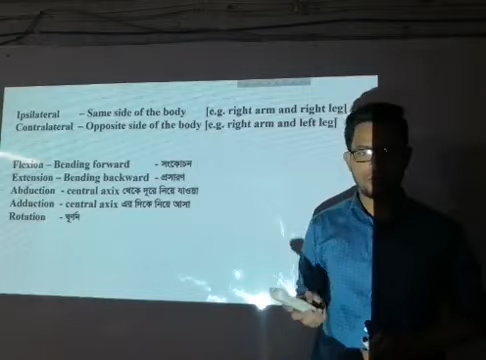 Ipsilateral – Same side of the body [e.g. right arm and right leg[
Contralateral – Opposite side of the body [e.g. right arm and left leg[
Flexion – Bending forward - সংকোচন
Extension – Bending backward - প্রসারণ
Abduction - central axix থেকে দূরে নিয়ে যাওয়া
Adduction - central axix এর দিকে নিয়ে আসা
Rotation - ঘূর্ণন